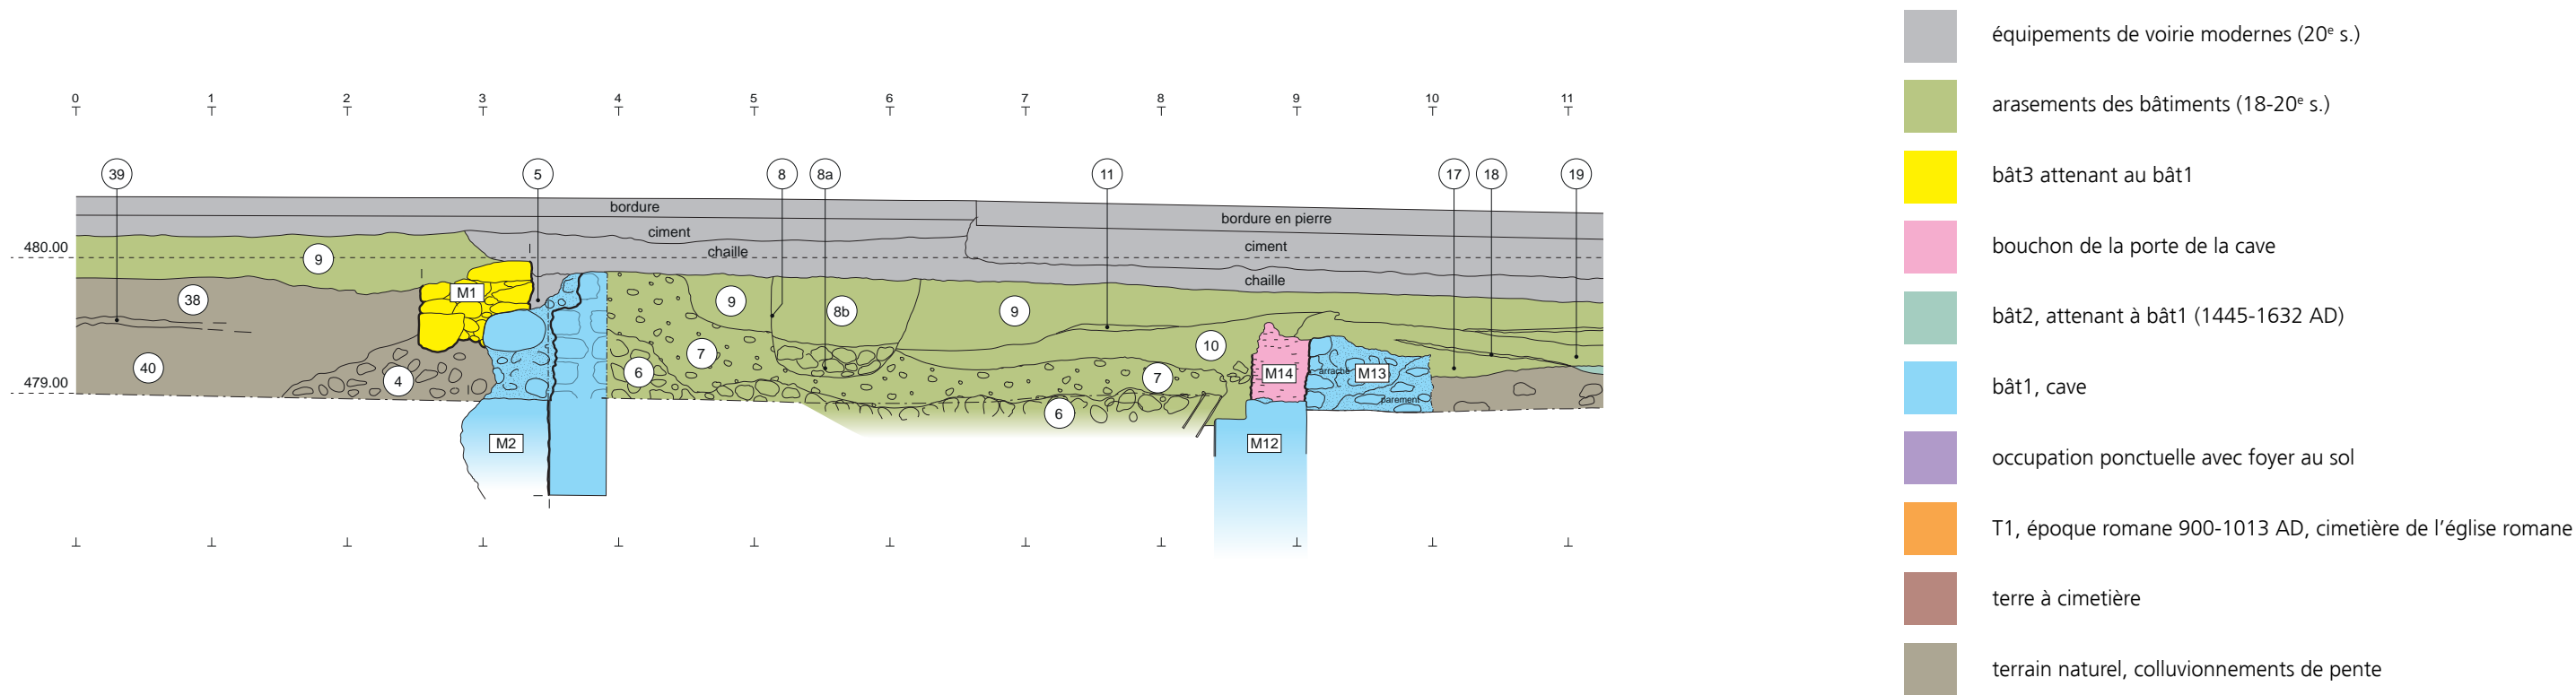 0 1 2 3 4 5 6 7 8 9 10 11
39 5 8 8a 11 17 18 19
bordure
bordure en pierre
ciment
ciment
480.00
chaille
chaille
9
38
M1
9
8b
9
10
7
40
4
6
7
M14
arraché
M13
479.00
parement
6
M2
M12
équipements de voirie modernes (20e s.)
arasements des bâtiments (18-20e s.)
bât3 attenant au bât1
bouchon de la porte de la cave
bât2, attenant à bât1 (1445-1632 AD)
bât1, cave
occupation ponctuelle avec foyer au sol
T1, époque romane 900-1013 AD, cimetière de l'église romane
terre à cimetière
terrain naturel, colluvionnements de pente